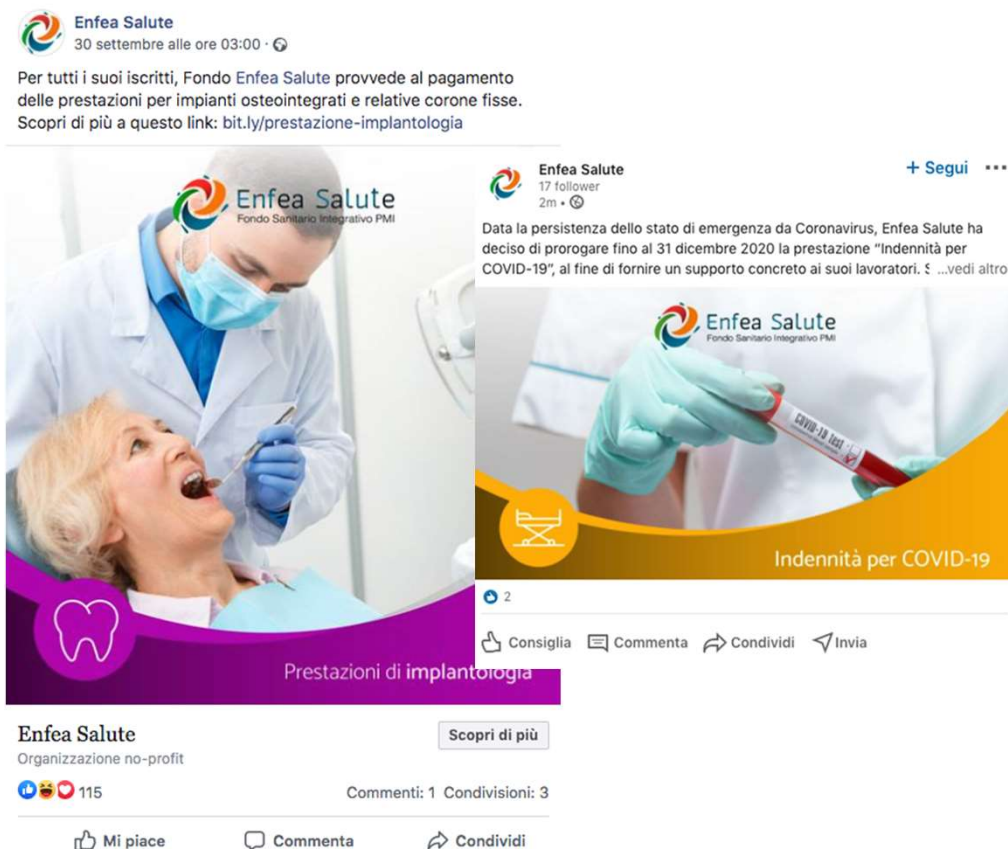 Enfea Salute
30 settembre alle ore 03:00 ·
Per tutti i suoi iscritti, Fondo Enfea Salute provvede al pagamento
delle prestazioni per impianti osteointegrati e relative corone fisse.
Scopri di più a questo link: bit.ly/prestazione-implantologia
Enfea Salute
Fondo Sanitario Integrativo PMI
Prestazioni di implantologia
Enfea Salute
Organizzazione no-profit
Scopri di più
115
Commenti: 1 Condivisioni: 3
Mi piace
Commenta
Condividi
Enfea Salute
17 follower
2m •
+ Segui
Data la persistenza dello stato di emergenza da Coronavirus, Enfea Salute ha
deciso di prorogare fino al 31 dicembre 2020 la prestazione “Indennità per
COVID-19”, al fine di fornire un supporto concreto ai suoi lavoratori. ...vedi altro
Enfea Salute
Fondo Sanitario Integrativo PMI
COVID-19 test
Indennità per COVID-19
2
Consiglia
Commenta
Condividi
Invia